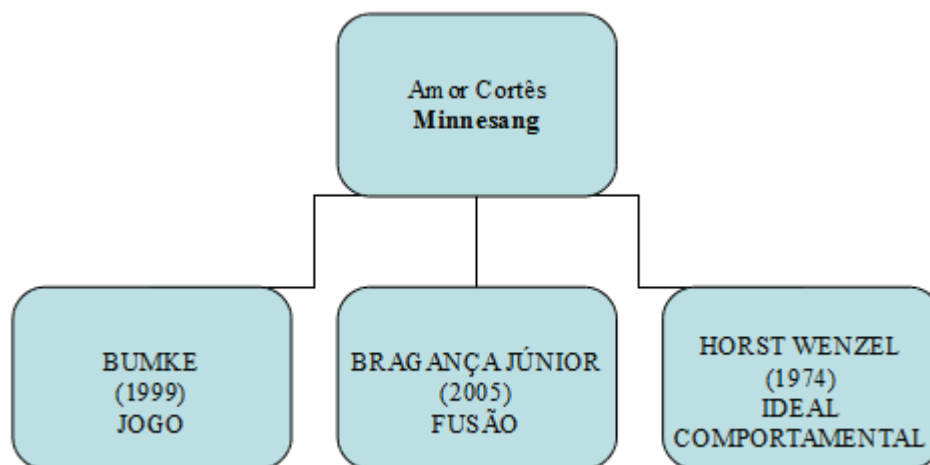 Amor Cortês
Minnesang
BUMKE
(1999)
JOGO
BRAGANÇA JÚNIOR
(2005)
FUSÃO
HORST WENZEL
(1974)
IDEAL
COMPORTAMENTAL